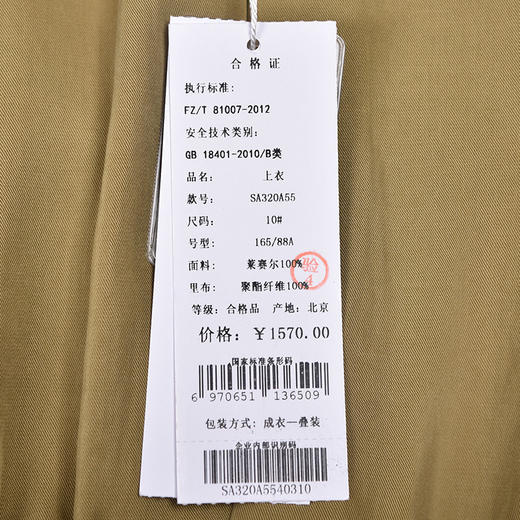 合格证
执行标准:
FZ/T 81007-2012
安全技术类别:
GB 18401-2010/B类
品名: 上衣
款号: SA320A55
尺码: 10#
号型: 165/88A
面料: 莱赛尔100%
里布: 聚酯纤维100%
验
4
等级: 合格品 产地: 北京
价格: ¥1570.00
国家标准条形码
6 970651 136509
包装方式: 成衣—叠装
企业内部识别码
SA320A5540310